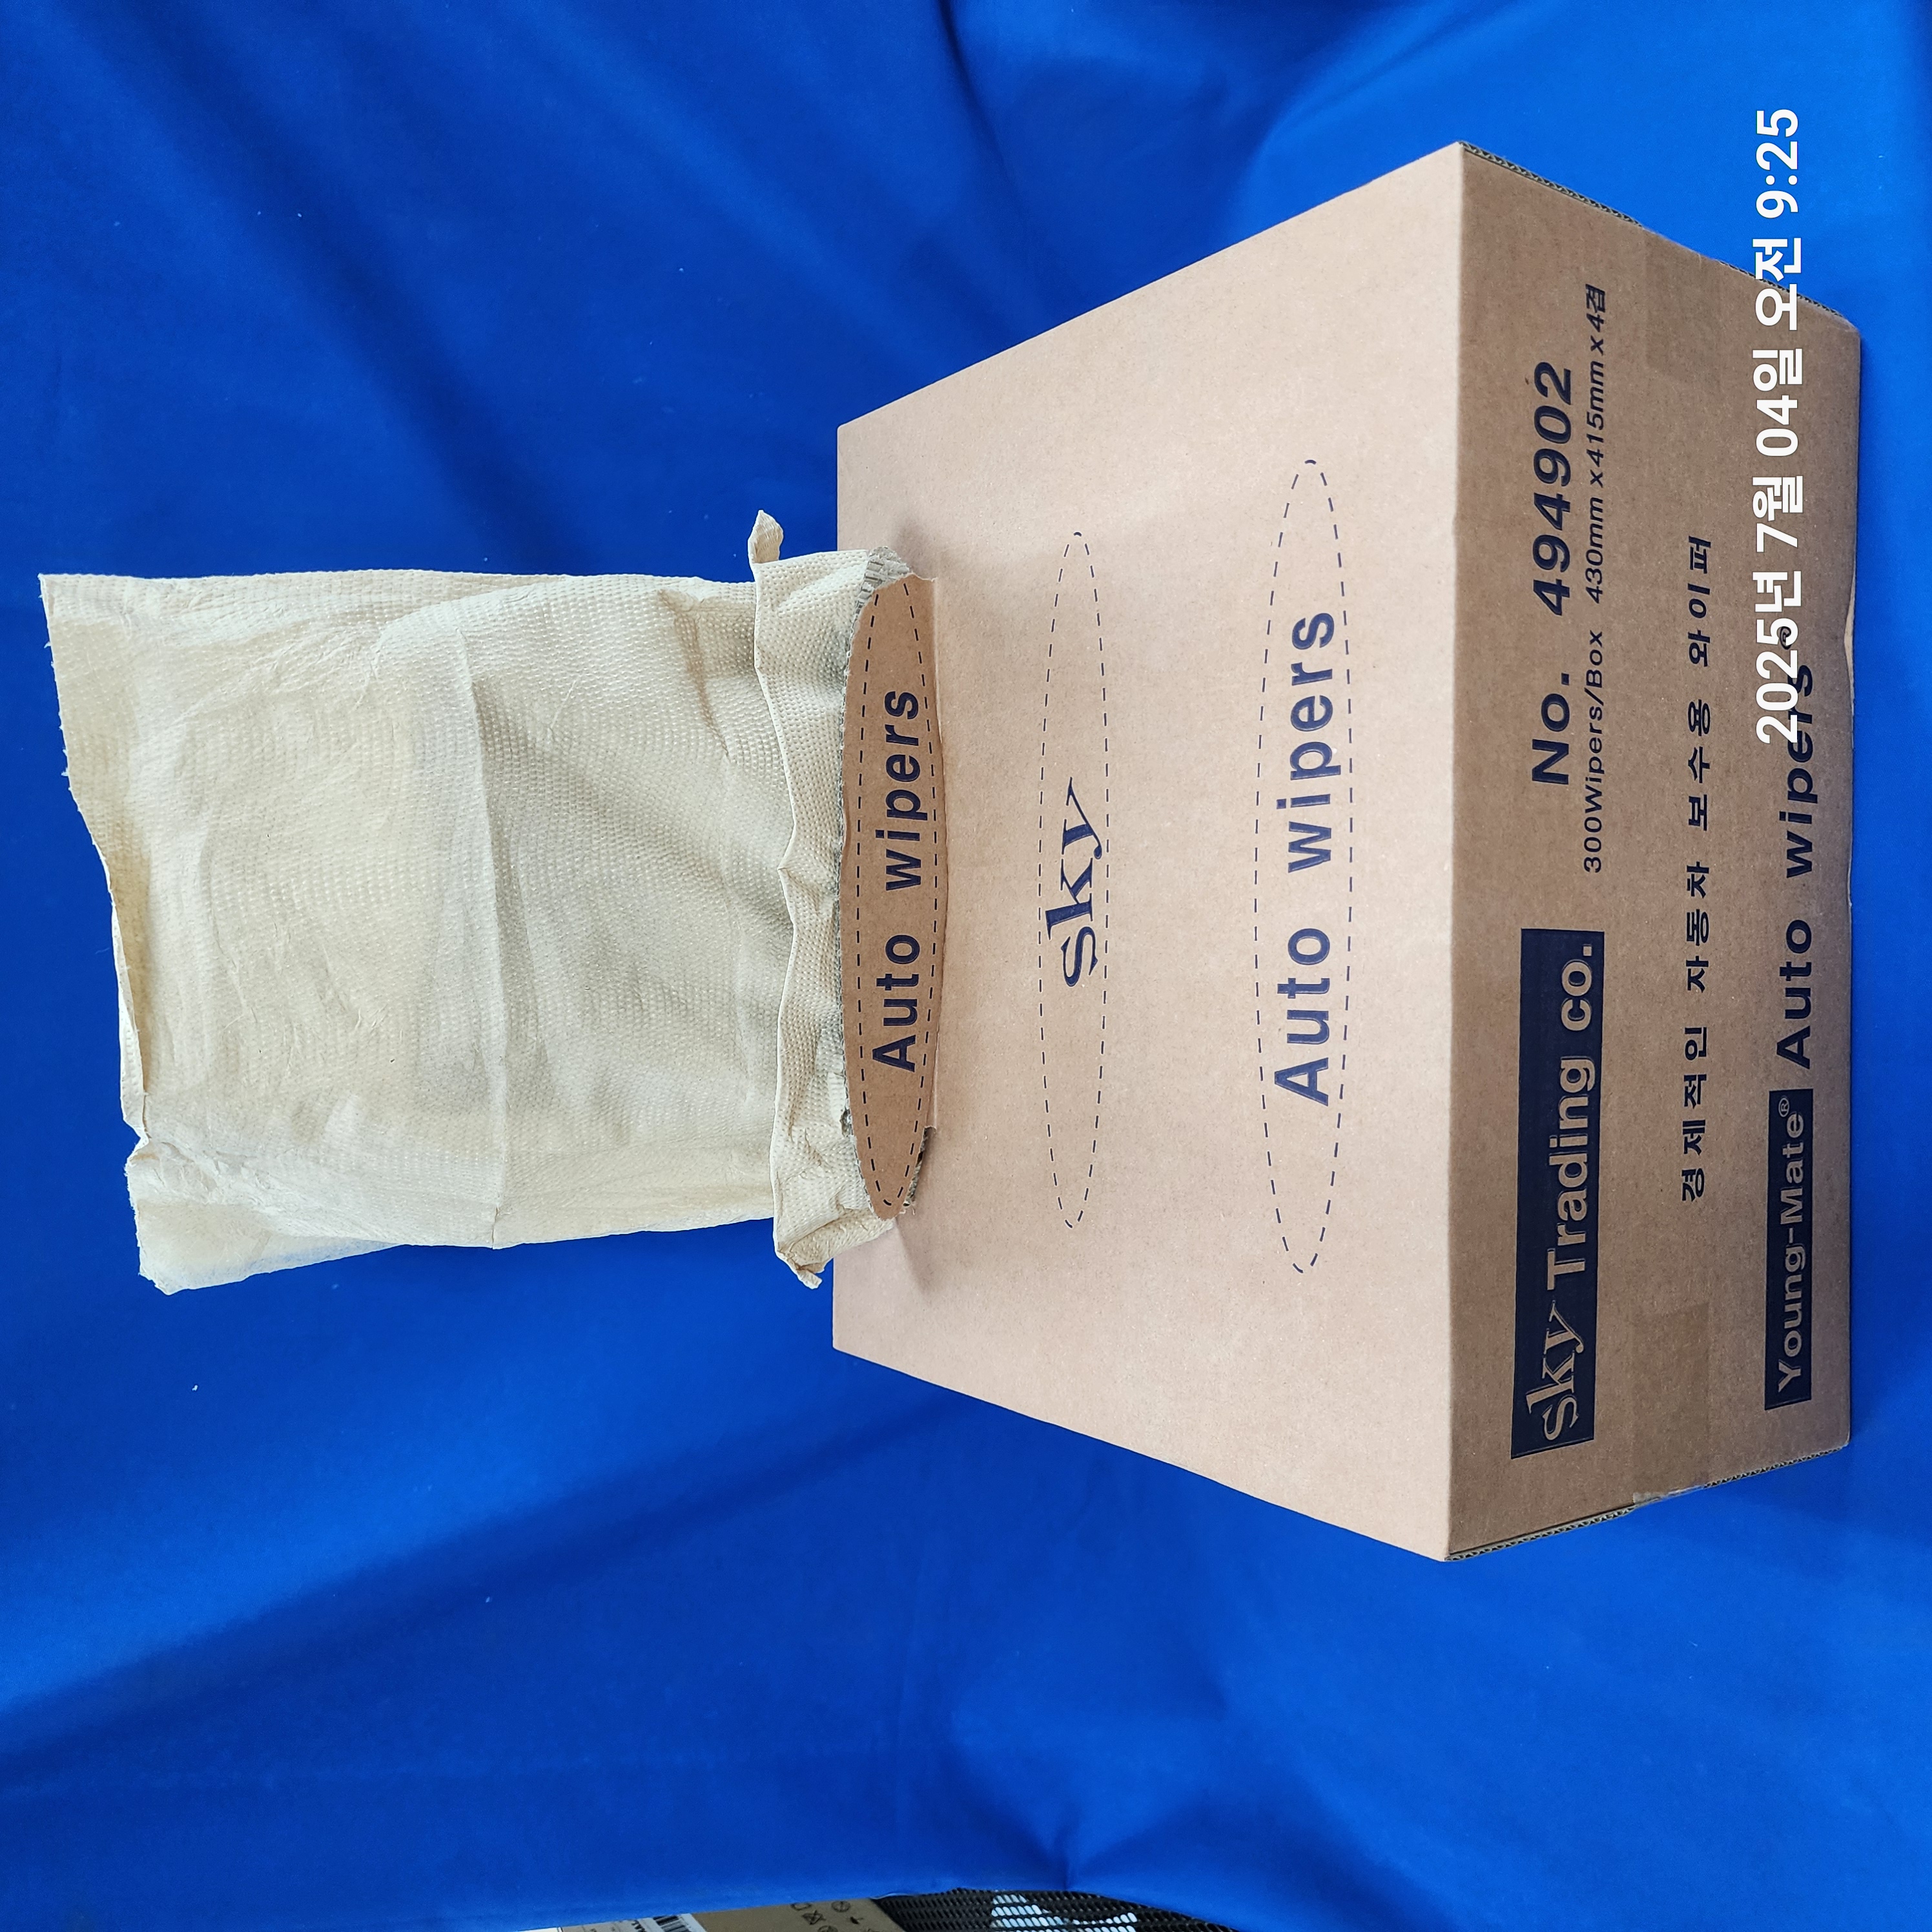 Auto wipers
sky
Auto wipers
sky Trading co.
No. 494902
300Wipers/Box 430mm x415mm x 4겹
경제적인 자동차 보수용 와이퍼
Young-Mate® Auto wipers®
2025년 7월 04일 오전 9:25